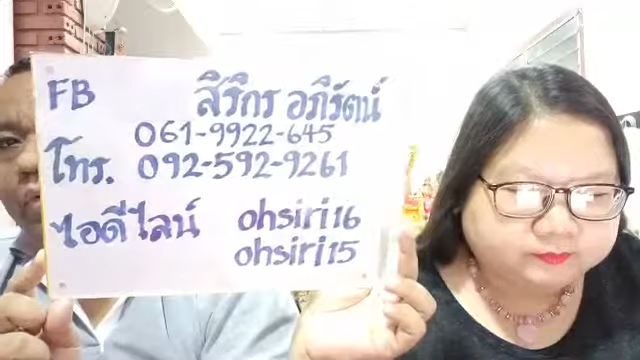 FB สิริกร อภิรัตน์
061-9922-645
โทร. 092-592-9261
ไอดีไลน์ ohsiri16
ohsiri15